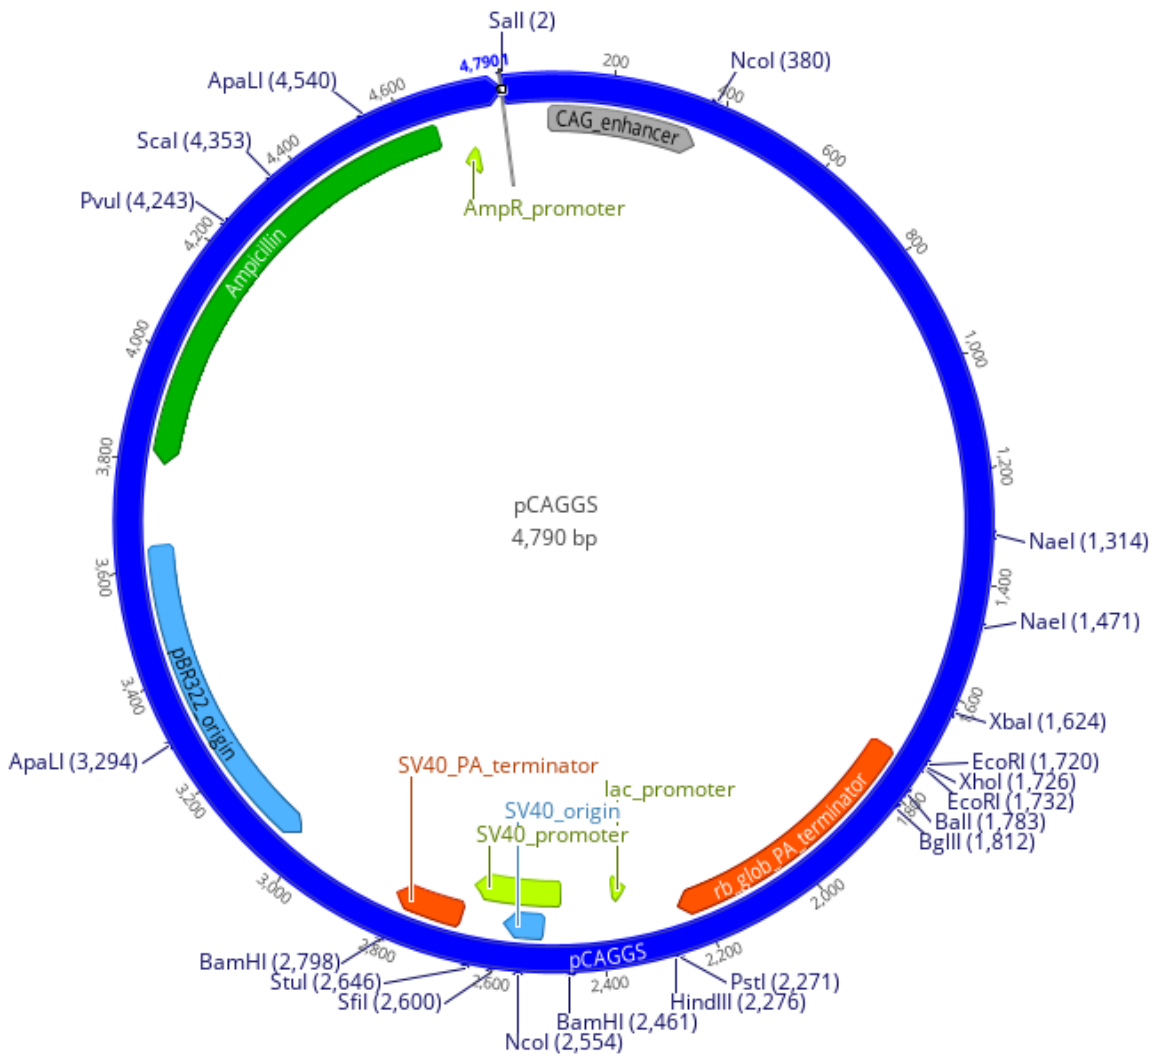 SalI (2)
4,790
1
200
NcoI (380)
400
ApaLI (4,540)
4,600
CAG_enhancer
ScaI (4,353)
4,400
600
PvuI (4,243)
4,200
AmpR_promoter
800
Ampicillin
4,000
1,000
3,800
1,200
pCAGGS
4,790 bp
NaeI (1,314)
3,600
1,400
NaeI (1,471)
pBR322_origin
3,400
1,600
XbaI (1,624)
ApaLI (3,294)
EcoRI (1,720)
SV40_PA_terminator
XhoI (1,726)
lac_promoter
3,200
EcoRI (1,732)
SV40_origin
1,800
BalI (1,783)
SV40_promoter
rb_glob_PA_terminator
BglII (1,812)
3,000
2,000
2,800
pCAGGS
2,200
BamHI (2,798)
StuI (2,646)
2,600
2,400
PstI (2,271)
SfiI (2,600)
HindIII (2,276)
BamHI (2,461)
NcoI (2,554)